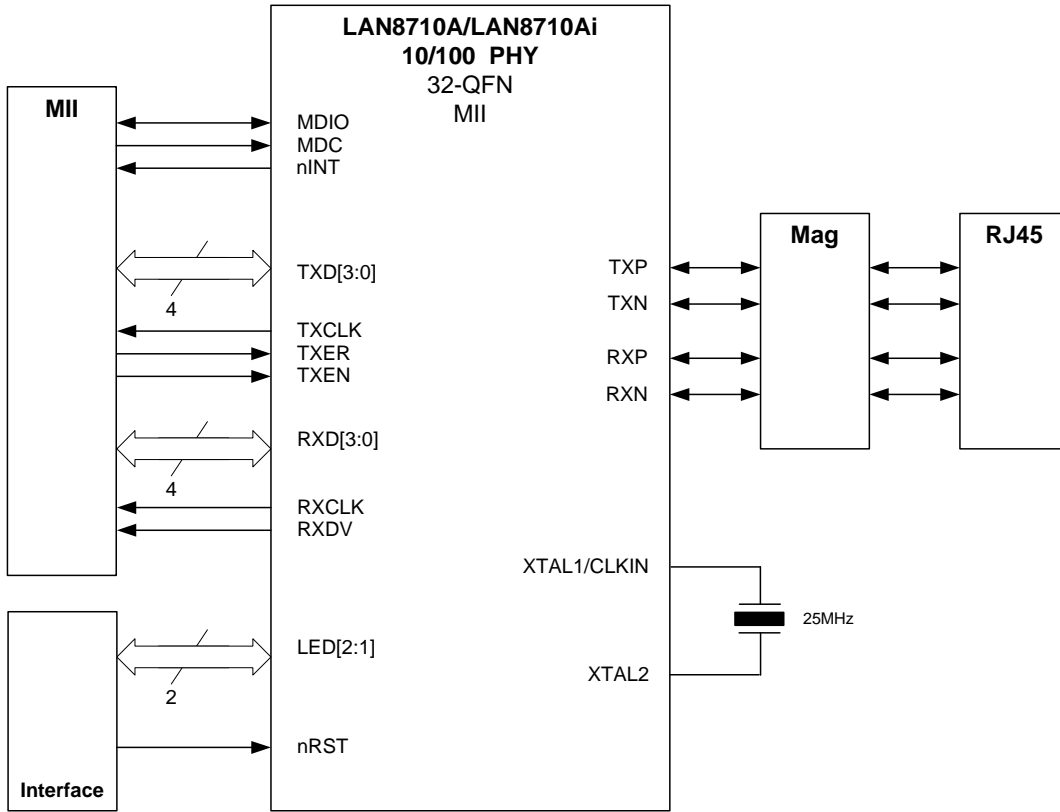 LAN8710A/LAN8710Ai
10/100 PHY
32-QFN
MII
MII
MDIO
MDC
nINT
TXD[3:0]
4
TXCLK
TXER
TXEN
RXD[3:0]
4
RXCLK
RXDV
Mag
RJ45
TXP
TXN
RXP
RXN
XTAL1/CLKIN
25MHz
XTAL2
LED[2:1]
2
nRST
Interface